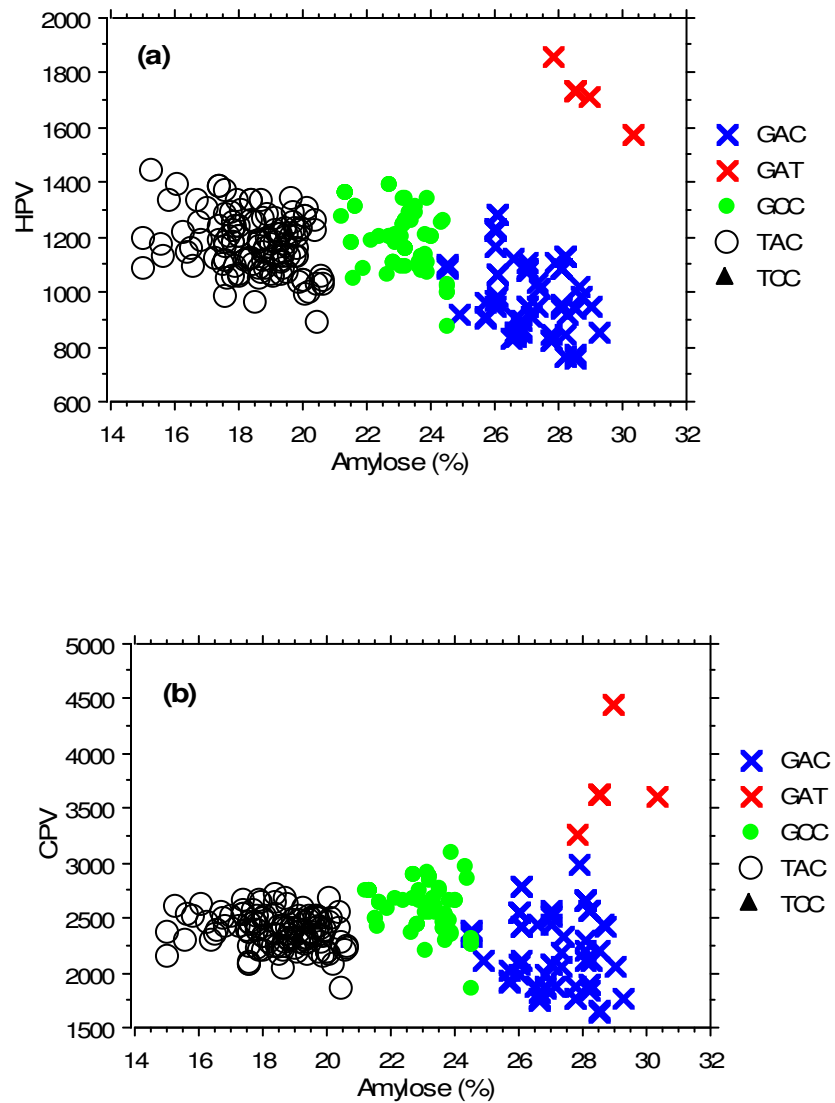 2000
(a)
1800
1600
1400
1200
1000
800
600
HPV
14 16 18 20 22 24 26 28 30 32
Amylose (%)
GAC
GAT
GCC
TAC
TCC
5000
(b)
4500
4000
3500
3000
2500
2000
1500
CPV
14 16 18 20 22 24 26 28 30 32
Amylose (%)
GAC
GAT
GCC
TAC
TCC